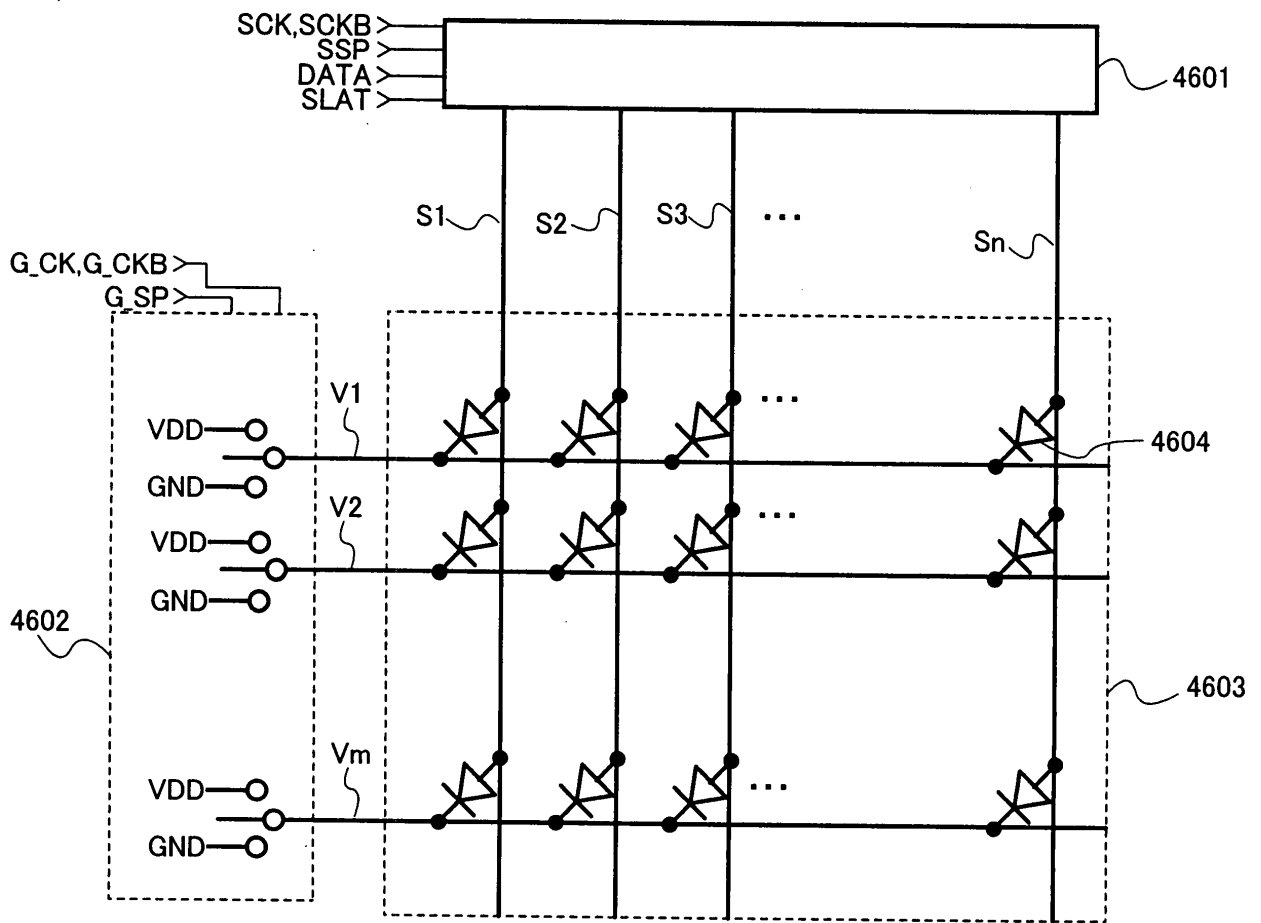 SCK,SCKB
SSP
DATA
SLAT
4601
S1
S2
S3
...
Sn
G_CK,G_CKB
G_SP
V1
...
VDD
4604
GND
V2
...
VDD
GND
4602
4603
Vm
...
VDD
GND